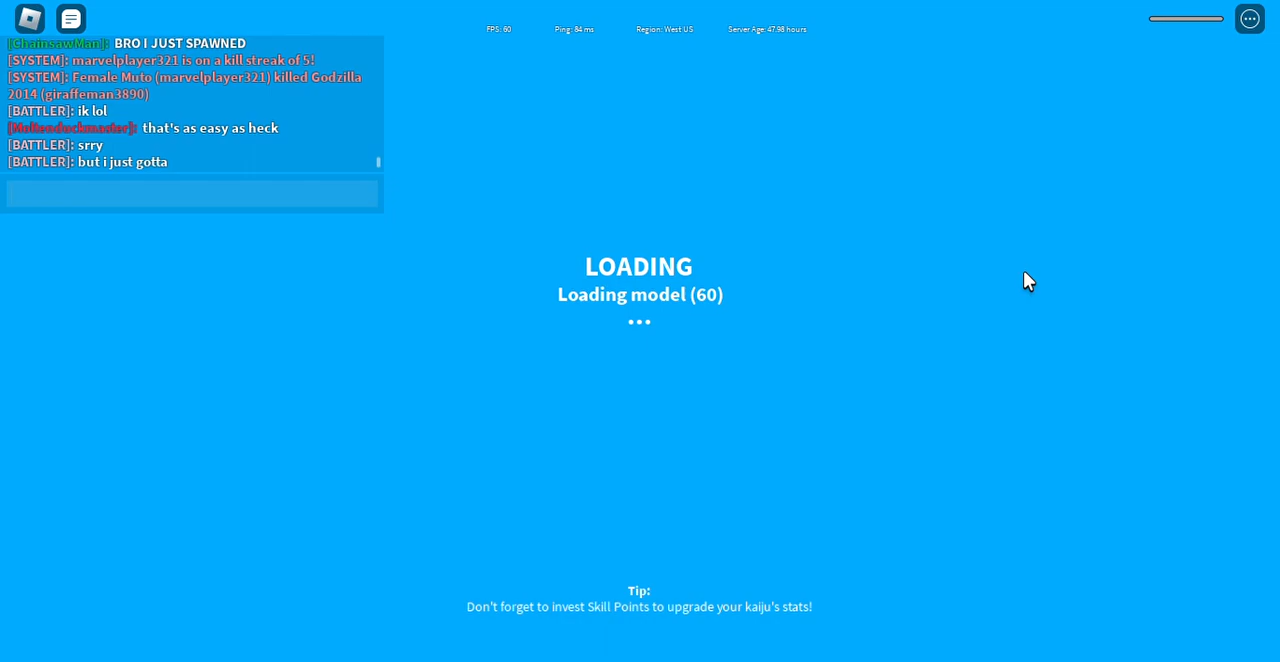 FPS: 60 Ping: 84 ms Region: West US Server Age: 47.98 hours
[ChainsawMan]: BRO I JUST SPAWNED
[SYSTEM]: marvelplayer321 is on a kill streak of 5!
[SYSTEM]: Female Muto (marvelplayer321) killed Godzilla
2014 (giraffeman3890)
[BATTLER]: ik lol
[Moltenduckmaster]: that's as easy as heck
[BATTLER]: srry
[BATTLER]: but i just gotta
LOADING
Loading model (60)
...
Tip:
Don't forget to invest Skill Points to upgrade your kaiju's stats!